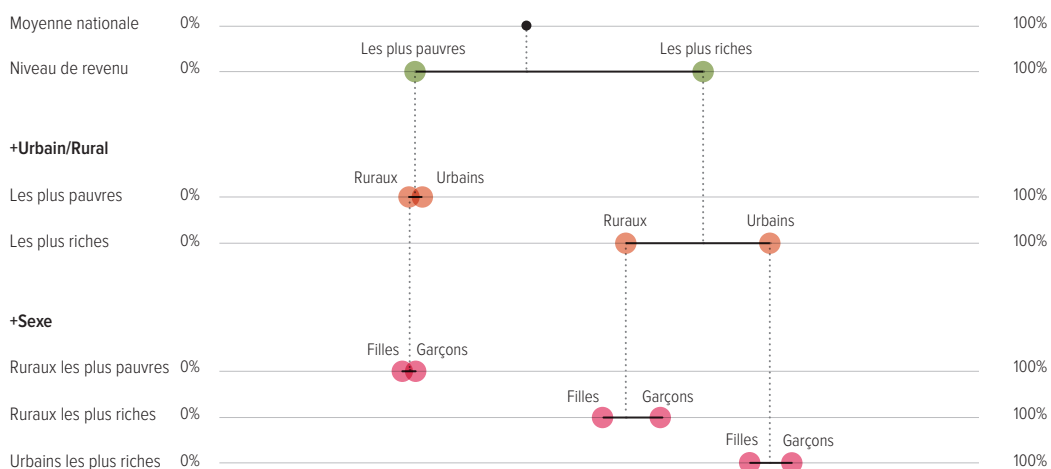 Moyenne nationale 0% 100%
Les plus pauvres Les plus riches
Niveau de revenu 0% 100%
+Urbain/Rural
Ruraux Urbains
Les plus pauvres 0% 100%
Ruraux Urbains
Les plus riches 0% 100%
+Sexe
Filles Garçons
Ruraux les plus pauvres 0% 100%
Filles Garçons
Ruraux les plus riches 0% 100%
Filles Garçons
Urbains les plus riches 0% 100%